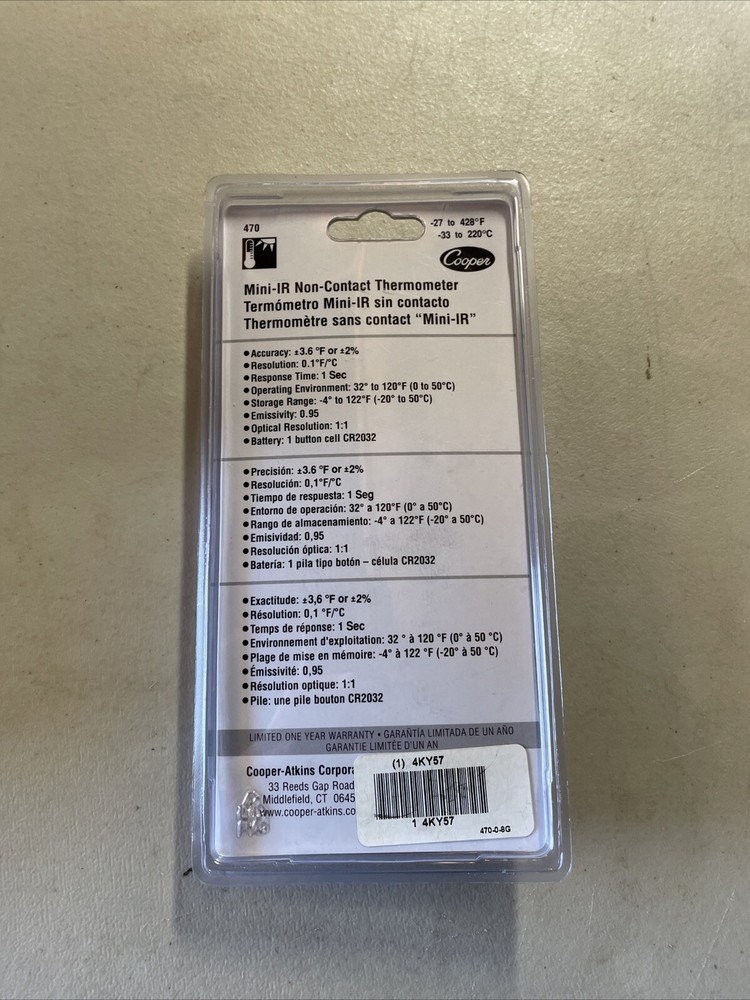 470
-27 to 428°F
-33 to 220°C
Cooper
Mini-IR Non-Contact Thermometer
Termómetro Mini-IR sin contacto
Thermomètre sans contact “Mini-IR”
● Accuracy: ±3.6 °F or ±2%
● Resolution: 0.1°F/°C
● Response Time: 1 Sec
● Operating Environment: 32° to 120°F (0 to 50°C)
● Storage Range: -4° to 122°F (-20° to 50°C)
● Emissivity: 0.95
● Optical Resolution: 1:1
● Battery: 1 button cell CR2032
● Precisión: ±3.6 °F or ±2%
● Resolución: 0,1°F/°C
● Tiempo de respuesta: 1 Seg
● Entorno de operación: 32° a 120°F (0° a 50°C)
● Rango de almacenamiento: -4° a 122°F (-20° a 50°C)
● Emisividad: 0,95
● Resolución óptica: 1:1
● Batería: 1 pila tipo botón – célula CR2032
● Exactitude: ±3,6 °F or ±2%
● Résolution: 0,1 °F/°C
● Temps de réponse: 1 Sec
● Environnement d'exploitation: 32 ° à 120 °F (0° à 50 °C)
● Plage de mise en mémoire: -4° à 122 °F (-20° à 50 °C)
● Émissivité: 0,95
● Résolution optique: 1:1
● Pile: une pile bouton CR2032
LIMITED ONE YEAR WARRANTY • GARAÑTÍA LIMITADA DE UN AÑO
GARANTIE LIMITÉE D'UN AN
Cooper-Atkins Corpora
33 Reeds Gap Road
Middlefield, CT 0645
www.cooper-atkins.co
(1) 4KY57
1 4KY57
470-0-8G